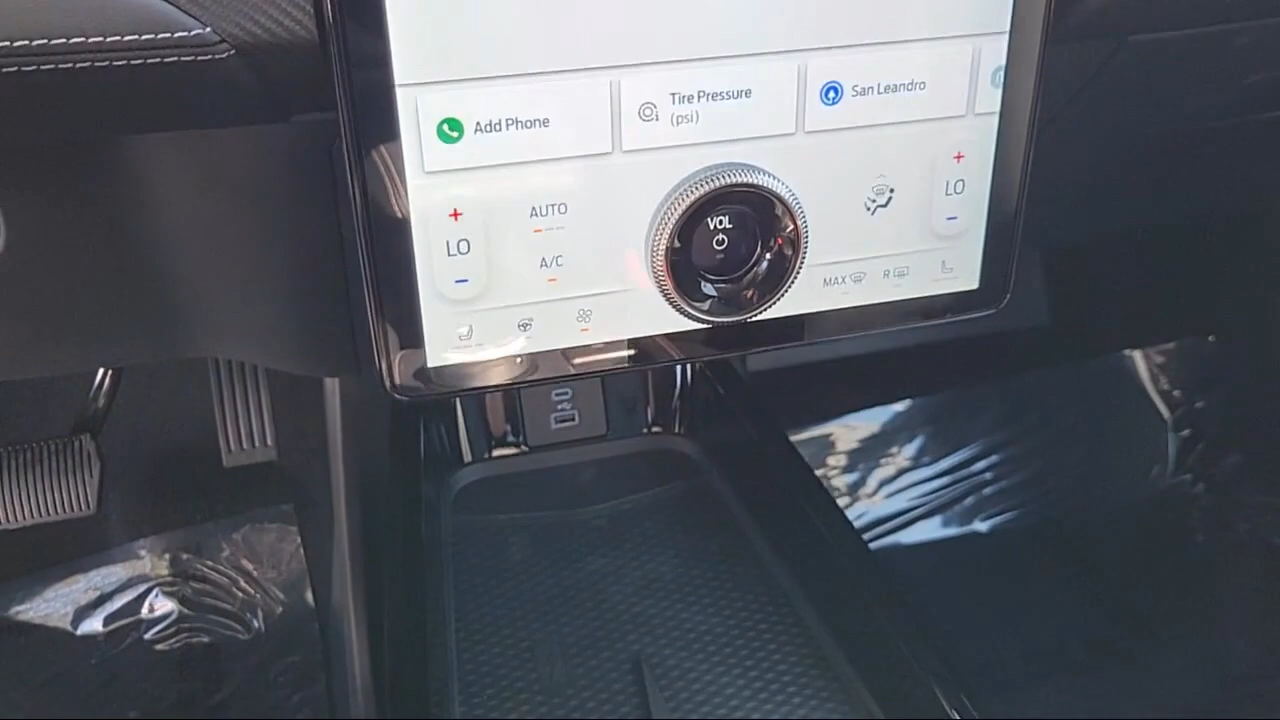 Add Phone
Tire Pressure
(psi)
San Leandro
+
LO
-
AUTO
A/C
VOL
+
LO
-
MAX
R